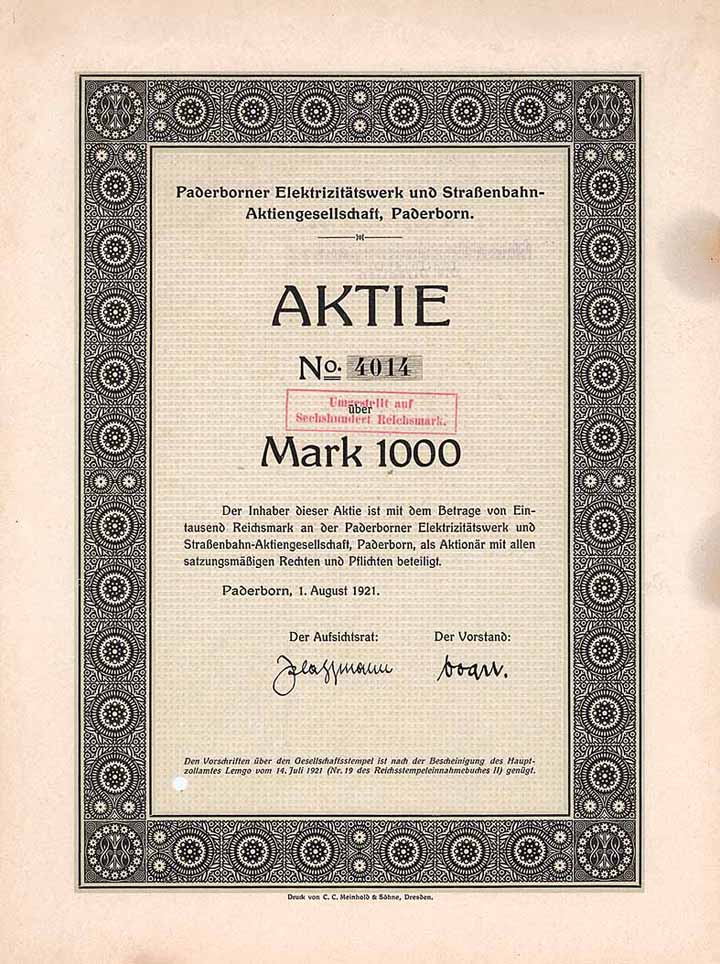 Paderborner Elektrizitätswerk und Straßenbahn-
Aktiengesellschaft, Paderborn.
AKTIE
No. 4014
Umgestellt auf
über
Sechshundert Reichsmark.
Mark 1000
Der Inhaber dieser Aktie ist mit dem Betrage von Ein-
tausend Reichsmark an der Paderborner Elektrizitätswerk und
Straßenbahn-Aktiengesellschaft, Paderborn, als Aktionär mit allen
satzungsmäßigen Rechten und Pflichten beteiligt.
Paderborn, 1. August 1921.
Der Aufsichtsrat: Der Vorstand:
Den Vorschriften über den Gesellschaftsstempel ist nach der Bescheinigung des Haupt-
zollamtes Lemgo vom 14. Juli 1921 (Nr. 19 des Reichsstempeleinnahmebuches II) genügt.
Druck von C. C. Meinhold & Söhne, Dresden.